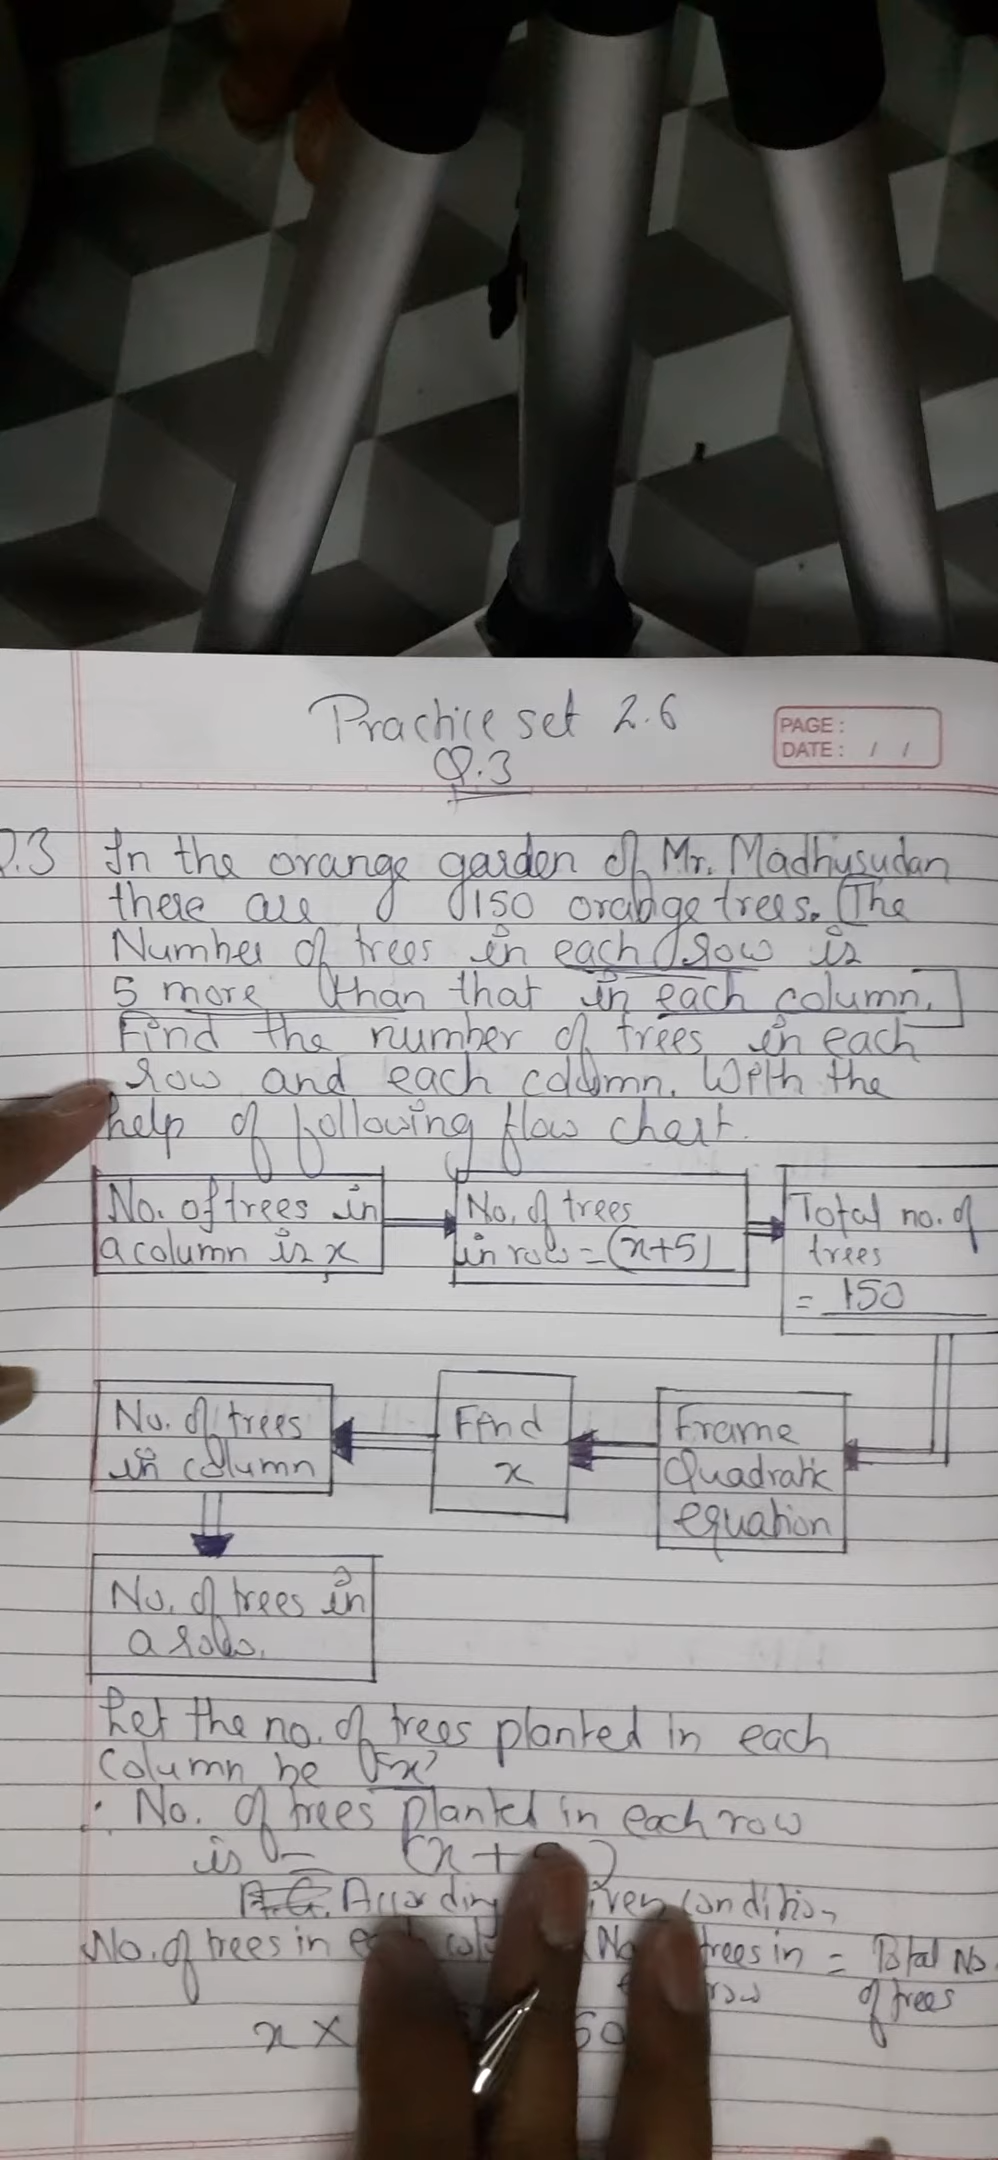 Practice set 2.6
PAGE:
DATE: / /
Q.3
.3 In the orange garden of Mr. Madhusudan
there are 150 orabge trees. The
Number of trees in each row is
5 more than that in each column.
Find the number of trees in each
row and each column. With the
help of following flow chart.
No. of trees in
a column is x
No. of trees
in row = (x+5)
Total no. of
trees
= 150
Frame
Quadratic
equation
Find
x
No. of trees
in column
No. of trees in
a row.
Let the no. of trees planted in each
column be 'x'
∴ No. of trees planted in each row
is = (x+
According given condition
No. of trees in trees in = Total No.
row of trees
x ×